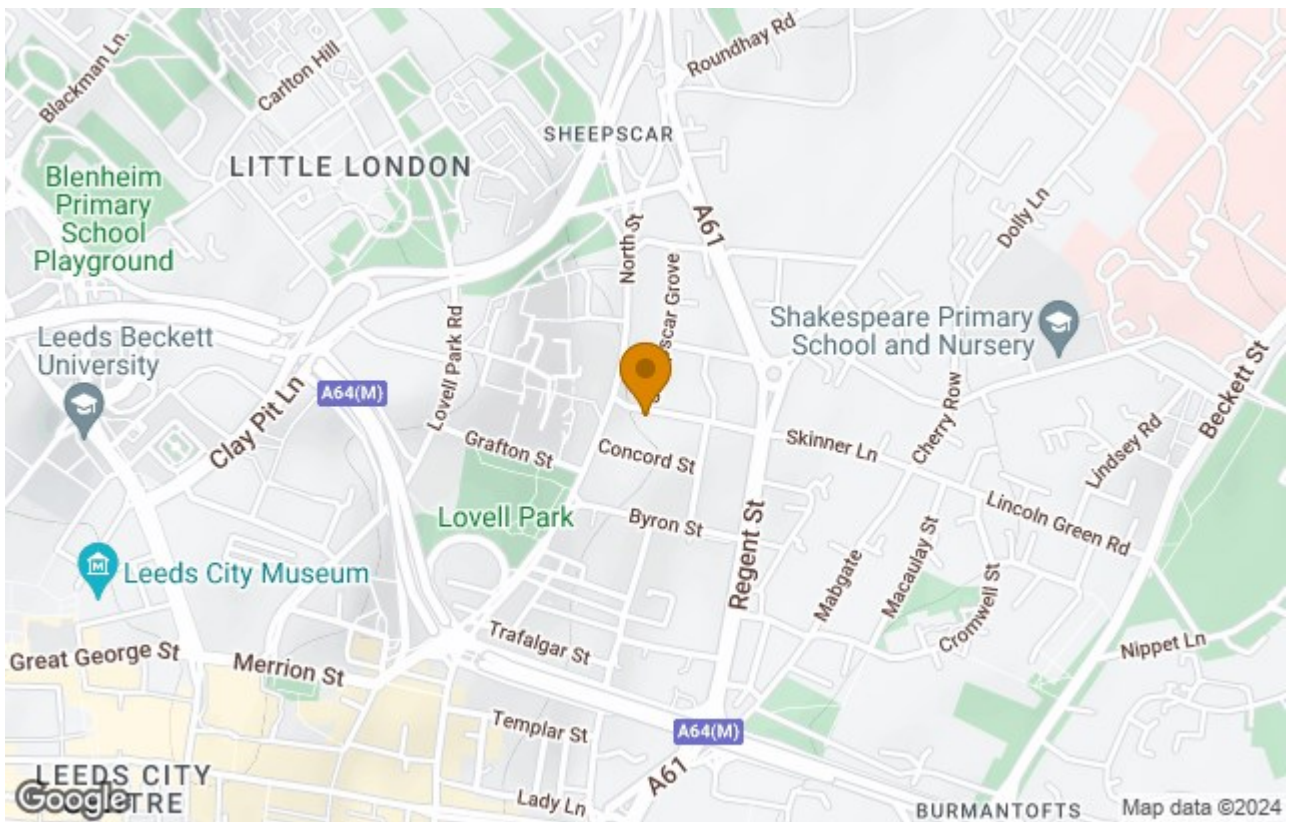 Roundhay Rd
Blackman Ln.
Carlton Hill
SHEEPSCAR
LITTLE LONDON
Blenheim
Primary
School
Playground
North St
A61
Dolly Ln
scar Grove
Leeds Beckett
University
Lovell Park Rd
Shakespeare Primary
School and Nursery
A64(M)
Clay Pit Ln
Beckett St
Cherry Row
Grafton St
Concord St
Skinner Ln
Lindsey Rd
Lovell Park
Byron St
Lincoln Green Rd
Regent St
Mabgate
Macaulay St
Leeds City Museum
Cromwell St
Great George St
Merrion St
Trafalgar St
Nippet Ln
Templar St
A64(M)
A61
LEEDS CITY
Google
TRE
Lady Ln
BURMANTOFTS
Map data ©2024